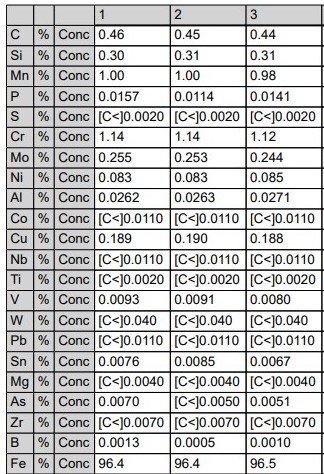 1 2 3
C % Conc 0.46 0.45 0.44
Si % Conc 0.30 0.31 0.31
Mn % Conc 1.00 1.00 0.98
P % Conc 0.0157 0.0114 0.0141
S % Conc [C<]0.0020 [C<]0.0020 [C<]0.0020
Cr % Conc 1.14 1.14 1.12
Mo % Conc 0.255 0.253 0.244
Ni % Conc 0.083 0.083 0.085
Al % Conc 0.0262 0.0263 0.0271
Co % Conc [C<]0.0110 [C<]0.0110 [C<]0.0110
Cu % Conc 0.189 0.190 0.188
Nb % Conc [C<]0.0110 [C<]0.0110 [C<]0.0110
Ti % Conc [C<]0.0020 [C<]0.0020 [C<]0.0020
V % Conc 0.0093 0.0091 0.0080
W % Conc [C<]0.040 [C<]0.040 [C<]0.040
Pb % Conc [C<]0.0110 [C<]0.0110 [C<]0.0110
Sn % Conc 0.0076 0.0085 0.0067
Mg % Conc [C<]0.0040 [C<]0.0040 [C<]0.0040
As % Conc 0.0070 [C<]0.0050 0.0051
Zr % Conc [C<]0.0070 [C<]0.0070 [C<]0.0070
B % Conc 0.0013 0.0005 0.0010
Fe % Conc 96.4 96.4 96.5